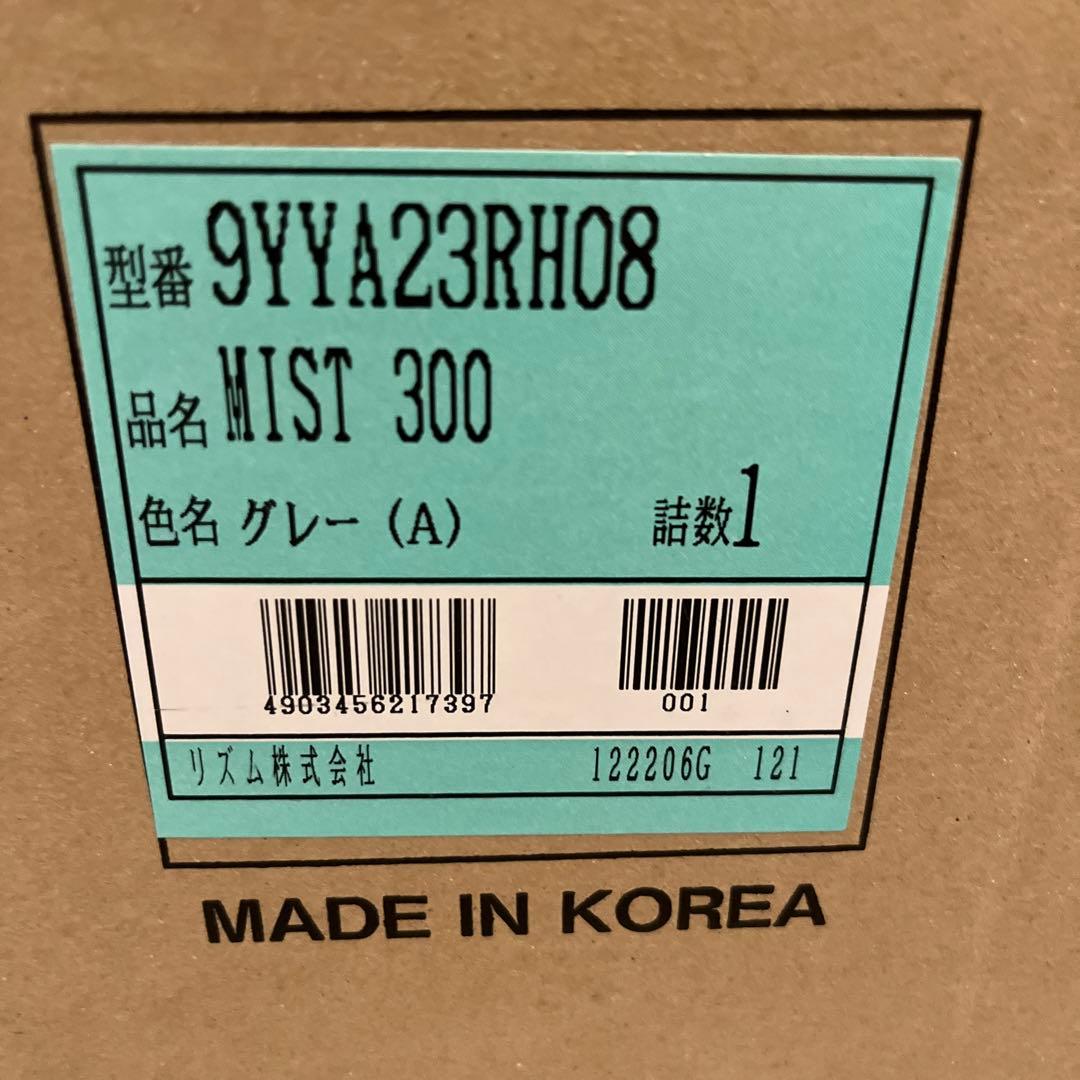 型番 9YYA23RH08
品名 MIST 300
色名 グレー (A) 詰数 1
4903456217397 001
リズム株式会社 122206G 121
MADE IN KOREA